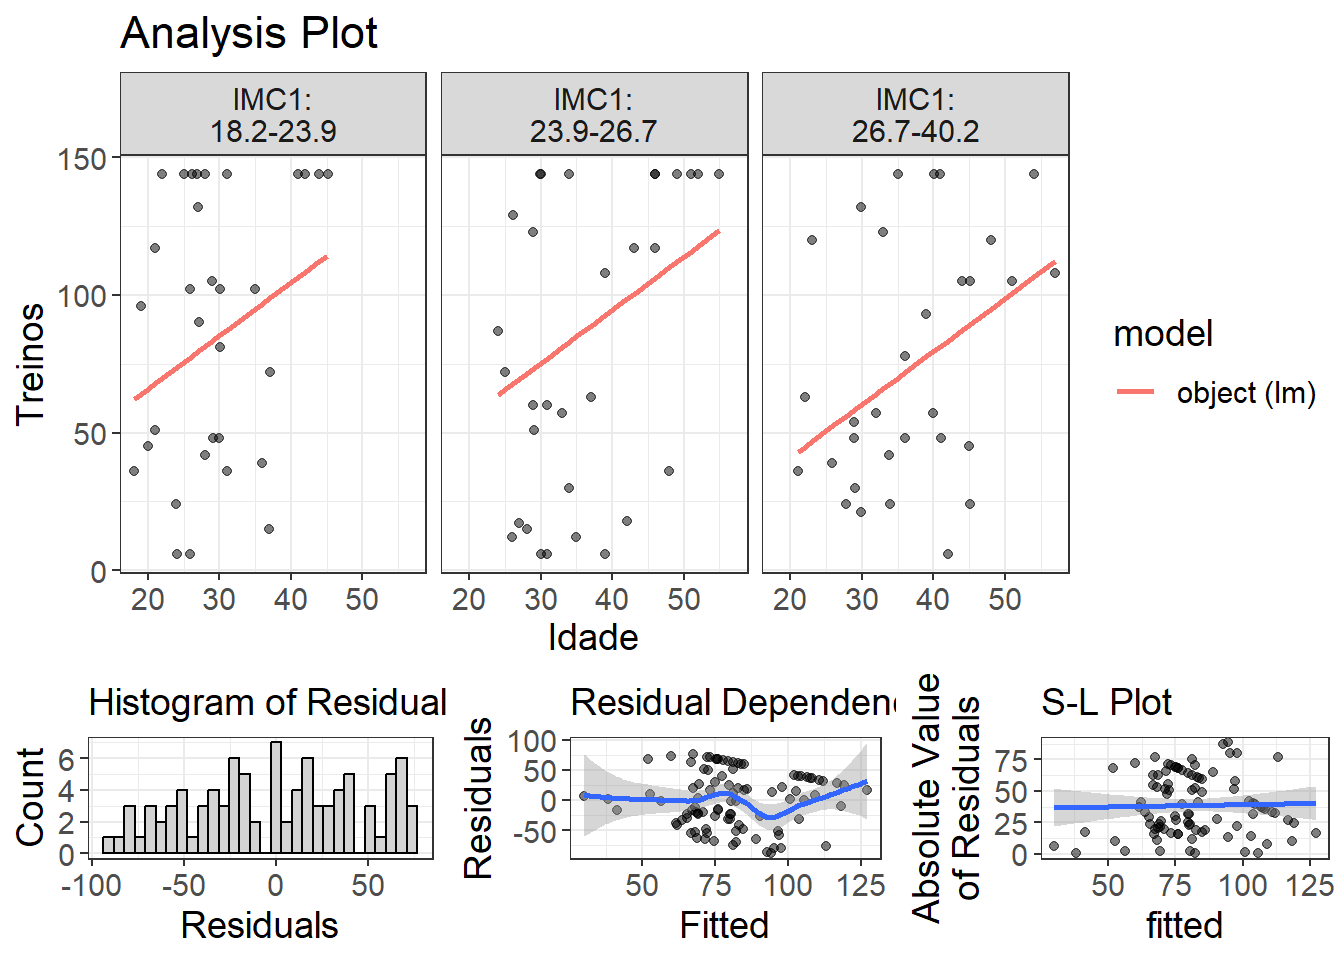 Analysis Plot
IMC1:
18.2-23.9
IMC1:
23.9-26.7
IMC1:
26.7-40.2
Treinos
150
100
50
0
20 30 40 50
20 30 40 50
20 30 40 50
Idade
model
object (lm)
Histogram of Residual
Count
6
4
2
0
-100 -50 0 50
Residuals
Residual Dependenc
Residuals
100
50
0
-50
50 75 100 125
Fitted
S-L Plot
Absolute Value
of Residuals
75
50
25
0
50 75 100 125
fitted